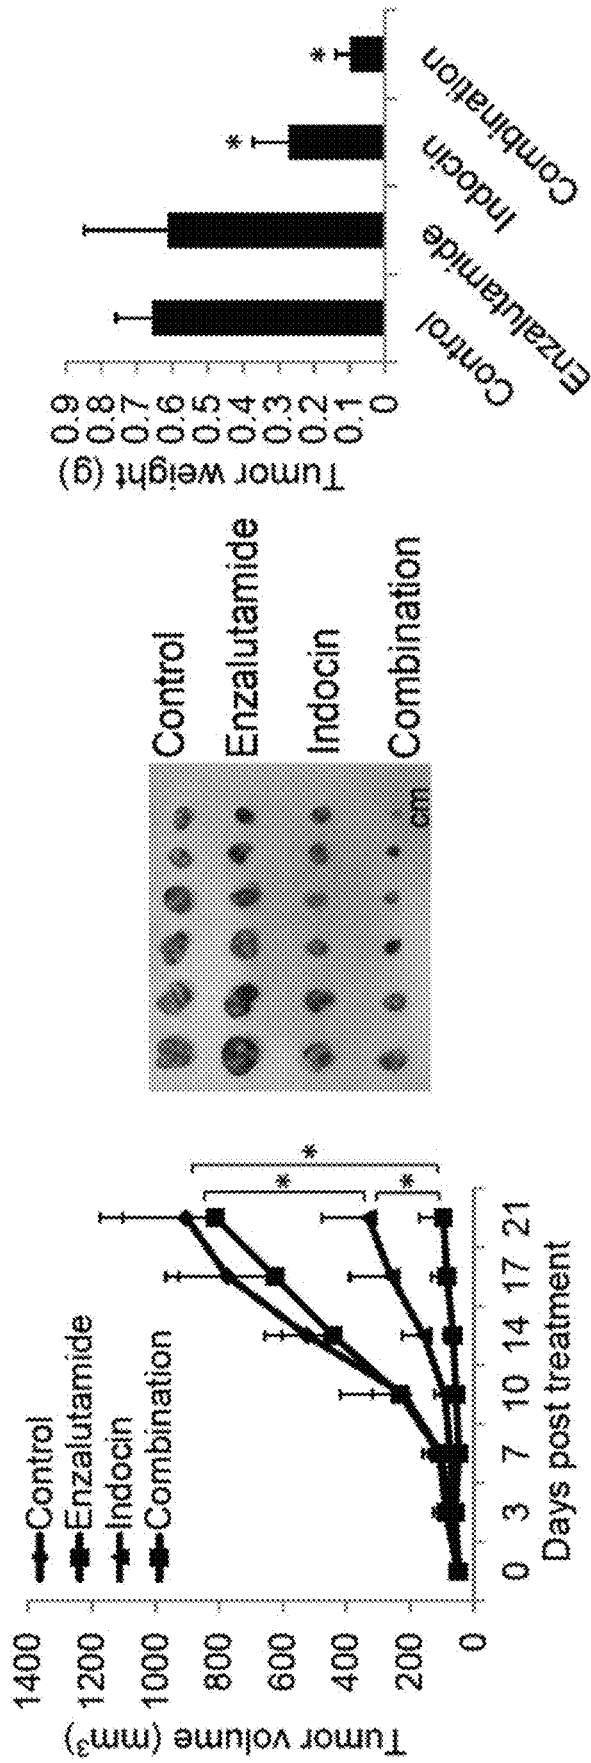 Tumor volume (mm³)
1400
1200
1000
800
600
400
200
0
Control
Enzalutamide
Indocin
Combination
*
*
*
0 3 7 10 14 17 21
Days post treatment
Control
Enzalutamide
Indocin
Combination
cm
Tumor weight (g)
0.9
0.8
0.7
0.6
0.5
0.4
0.3
0.2
0.1
0
*
*
Control
Enzalutamide
Indocin
Combination